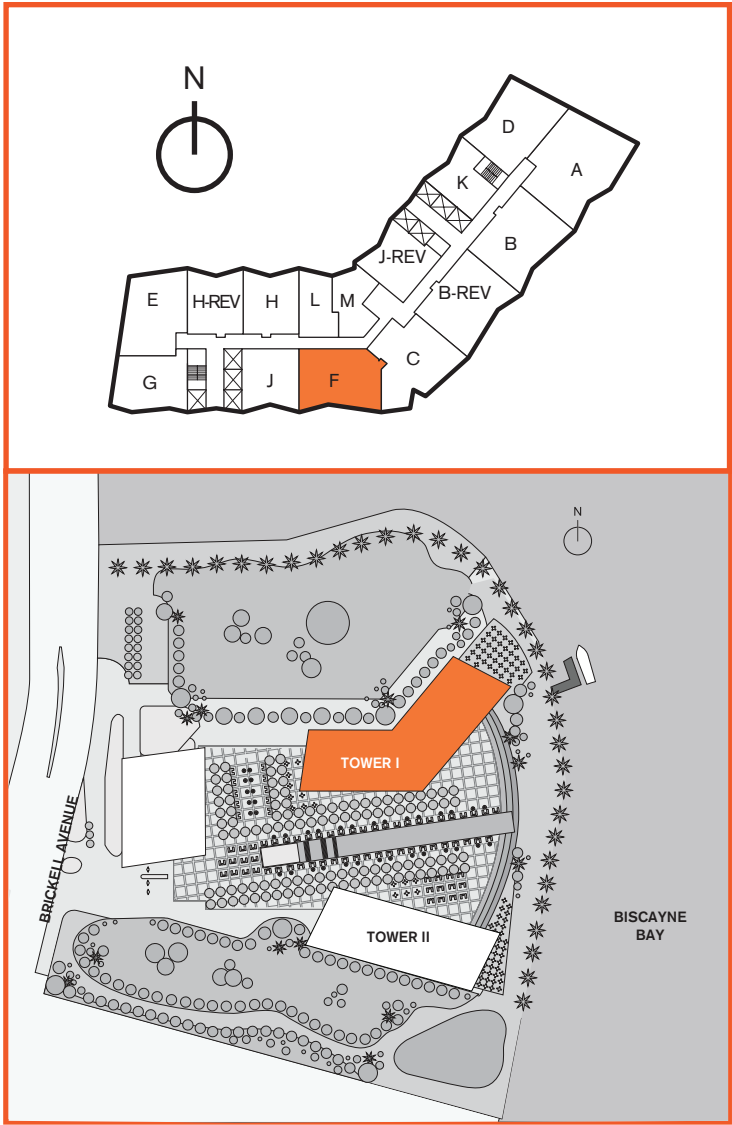 N
D
A
K
B
J-REV
B-REV
E
H-REV
H
L
M
C
G
J
F
N
TOWER I
BRICKELL AVENUE
TOWER II
BISCAYNE
BAY